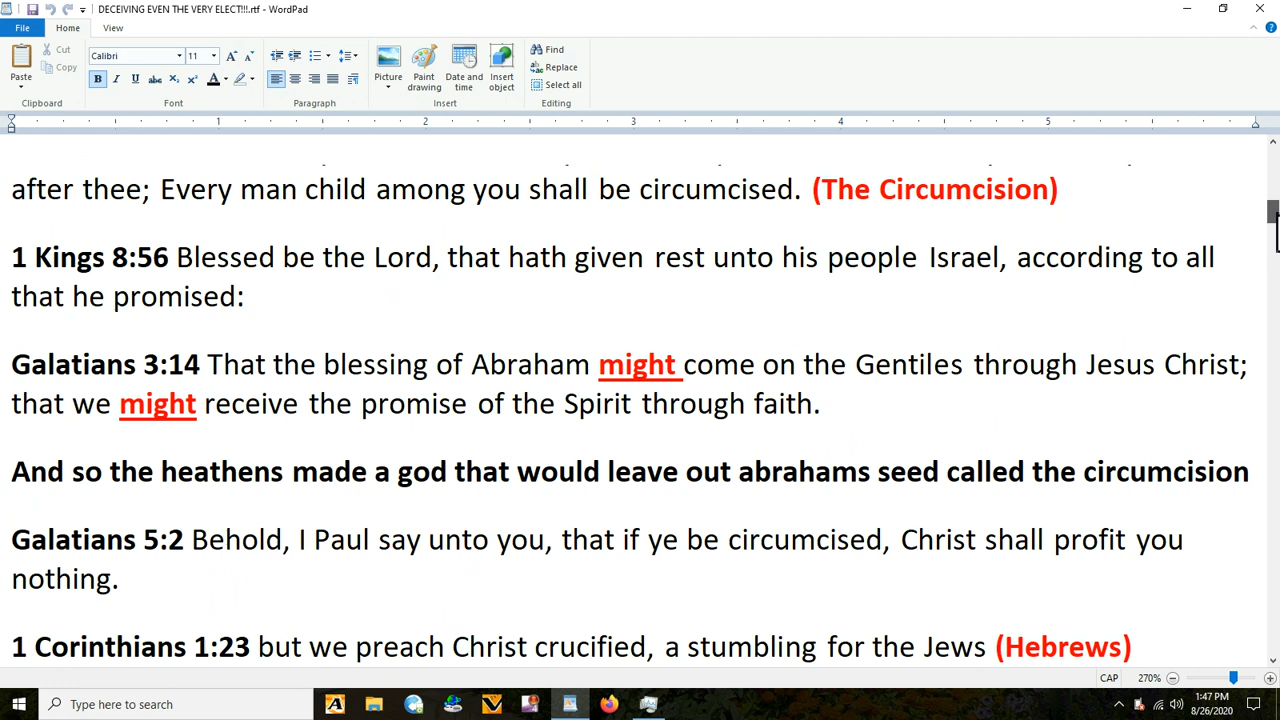 DECEIVING EVEN THE VERY ELECT!!!.rtf - WordPad
File Home View
Paste
Cut
Copy
Clipboard
Calibri 11
B I U abc X₂ X² A
Font
Paragraph
Picture
Paint drawing
Date and time
Insert object
Insert
Find
Replace
Select all
Editing
1 2 3 4 5
after thee; Every man child among you shall be circumcised. (The Circumcision)
1 Kings 8:56 Blessed be the Lord, that hath given rest unto his people Israel, according to all
that he promised:
Galatians 3:14 That the blessing of Abraham might come on the Gentiles through Jesus Christ;
that we might receive the promise of the Spirit through faith.
And so the heathens made a god that would leave out abrahams seed called the circumcision
Galatians 5:2 Behold, I Paul say unto you, that if ye be circumcised, Christ shall profit you
nothing.
1 Corinthians 1:23 but we preach Christ crucified, a stumbling for the Jews (Hebrews)
CAP 270%
Type here to search
1:47 PM
8/26/2020